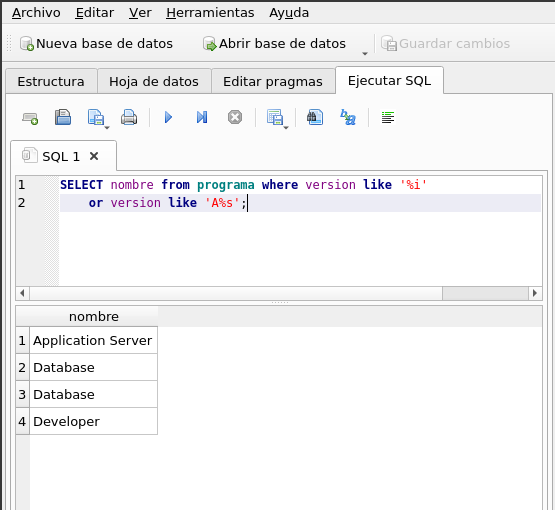 Archivo Editar Ver Herramientas Ayuda
Nueva base de datos Abrir base de datos Guardar cambios
Estructura Hoja de datos Editar pragmas Ejecutar SQL
SQL 1
1 SELECT nombre from programa where version like '%i'
2 or version like 'A%s';
nombre
1 Application Server
2 Database
3 Database
4 Developer